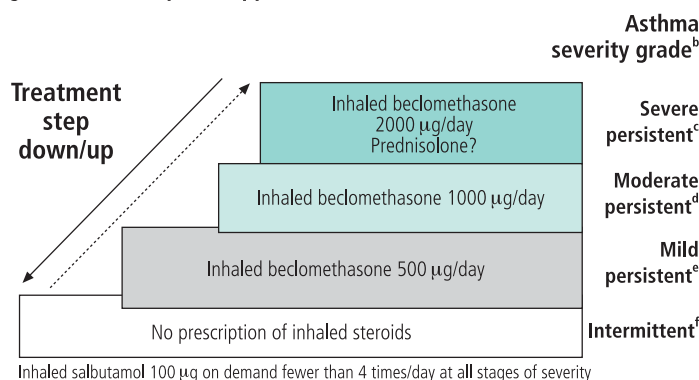 Asthma
severity grade^b
Treatment
step
down/up
Inhaled beclomethasone
2000 µg/day
Prednisolone?
Severe
persistent^c
Inhaled beclomethasone 1000 µg/day
Moderate
persistent^d
Inhaled beclomethasone 500 µg/day
Mild
persistent^e
No prescription of inhaled steroids
Intermittent^f
Inhaled salbutamol 100 µg on demand fewer than 4 times/day at all stages of severity